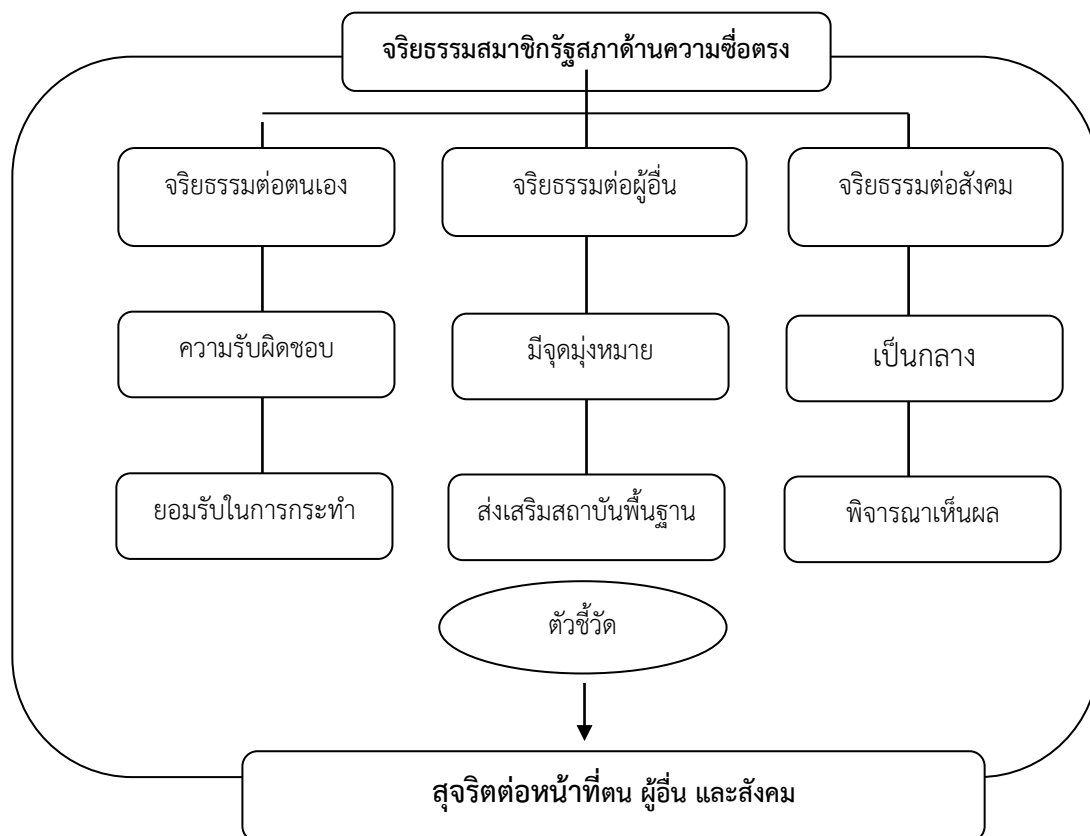 จริยธรรมสมาชิกรัฐสภาด้านความซื่อตรง
จริยธรรมต่อตนเอง
จริยธรรมต่อผู้อื่น
จริยธรรมต่อสังคม
ความรับผิดชอบ
มีจุดมุ่งหมาย
เป็นกลาง
ยอมรับในการกระทำ
ส่งเสริมสถาบันพื้นฐาน
พิจารณาเห็นผล
ตัวชี้วัด
สุจริตต่อหน้าที่ตน ผู้อื่น และสังคม